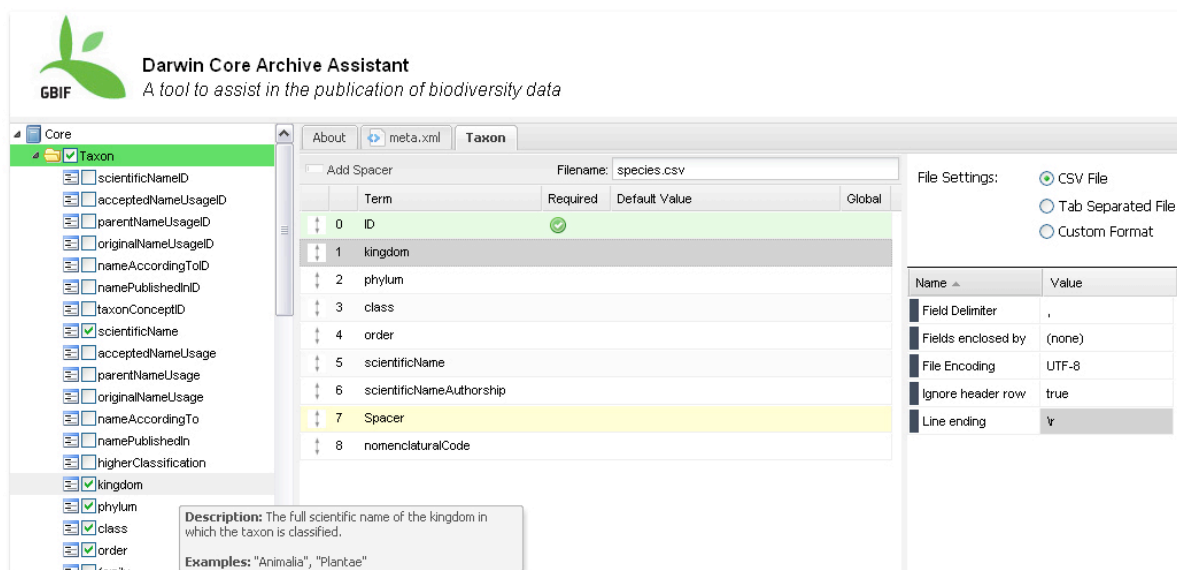 GBIF
Darwin Core Archive Assistant
A tool to assist in the publication of biodiversity data
Core
Taxon
scientificNameID
acceptedNameUsageID
parentNameUsageID
originalNameUsageID
nameAccordingToID
namePublishedInID
taxonConceptID
scientificName
acceptedNameUsage
parentNameUsage
originalNameUsage
nameAccordingTo
namePublishedIn
higherClassification
kingdom
phylum
class
order
About meta.xml Taxon
Add Spacer Filename: species.csv
Term Required Default Value Global
0 ID
1 kingdom
2 phylum
3 class
4 order
5 scientificName
6 scientificNameAuthorship
7 Spacer
8 nomenclaturalCode
Description: The full scientific name of the kingdom in
which the taxon is classified.
Examples: "Animalia", "Plantae"
File Settings: CSV File
Tab Separated File
Custom Format
Name Value
Field Delimiter ,
Fields enclosed by (none)
File Encoding UTF-8
Ignore header row true
Line ending \r